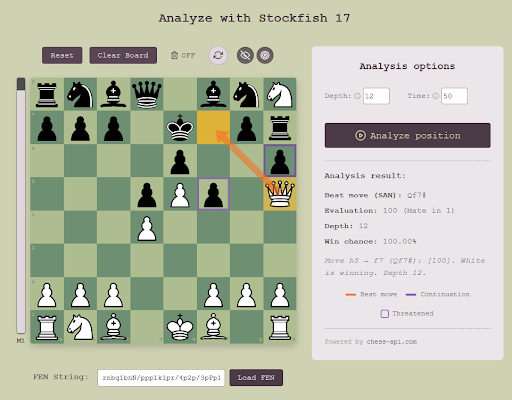 Analyze with Stockfish 17
Reset Clear Board OFF
Analysis options
Depth: 12 Time: 50
Analyze position
Analysis result:
Best move (SAN): Qf7#
Evaluation: 100 (Mate in 1)
Depth: 12
Win chance: 100.00%
Move h5 → f7 (Qf7#): [100]. White
is winning. Depth 12.
Best move Continuation
Threatened
Powered by chess-api.com
M1
FEN String: rnbqibnN/ppp1k1pr/4p2p/3pPp1 Load FEN